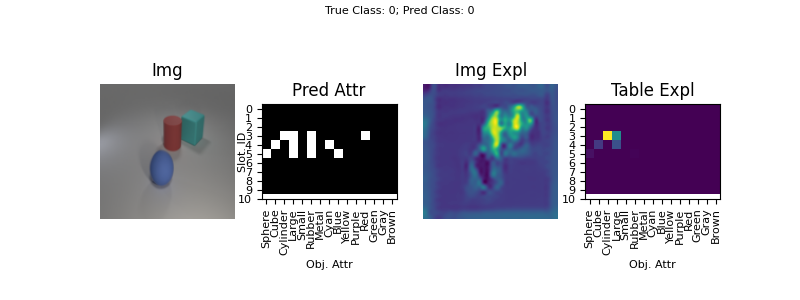 True Class: 0; Pred Class: 0
Img
Pred Attr
Img Expl
Table Expl
Slot. ID
0
1
2
3
4
5
6
7
8
9
10
Sphere
Cube
Cylinder
Large
Small
Rubber
Metal
Cyan
Blue
Yellow
Purple
Red
Green
Gray
Brown
Obj. Attr
0
1
2
3
4
5
6
7
8
9
10
Sphere
Cube
Cylinder
Large
Small
Rubber
Metal
Cyan
Blue
Yellow
Purple
Red
Green
Gray
Brown
Obj. Attr